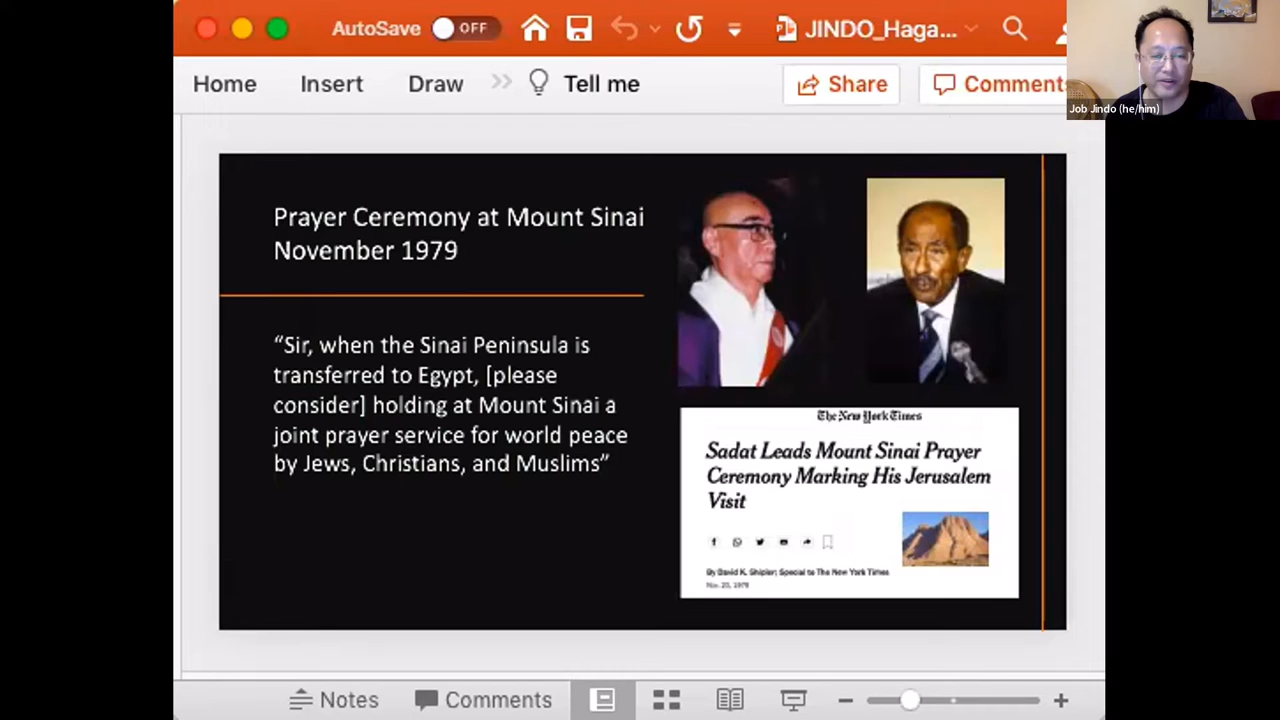 AutoSave OFF JINDO_Haga...
Home Insert Draw Tell me Share Comment
Job Jindo (he/him)
Prayer Ceremony at Mount Sinai
November 1979
“Sir, when the Sinai Peninsula is
transferred to Egypt, [please
consider] holding at Mount Sinai a
joint prayer service for world peace
by Jews, Christians, and Muslims”
The New York Times
Sadat Leads Mount Sinai Prayer
Ceremony Marking His Jerusalem
Visit
By David K. Shipler; Special to The New York Times
Nov. 20, 1979
Notes Comments